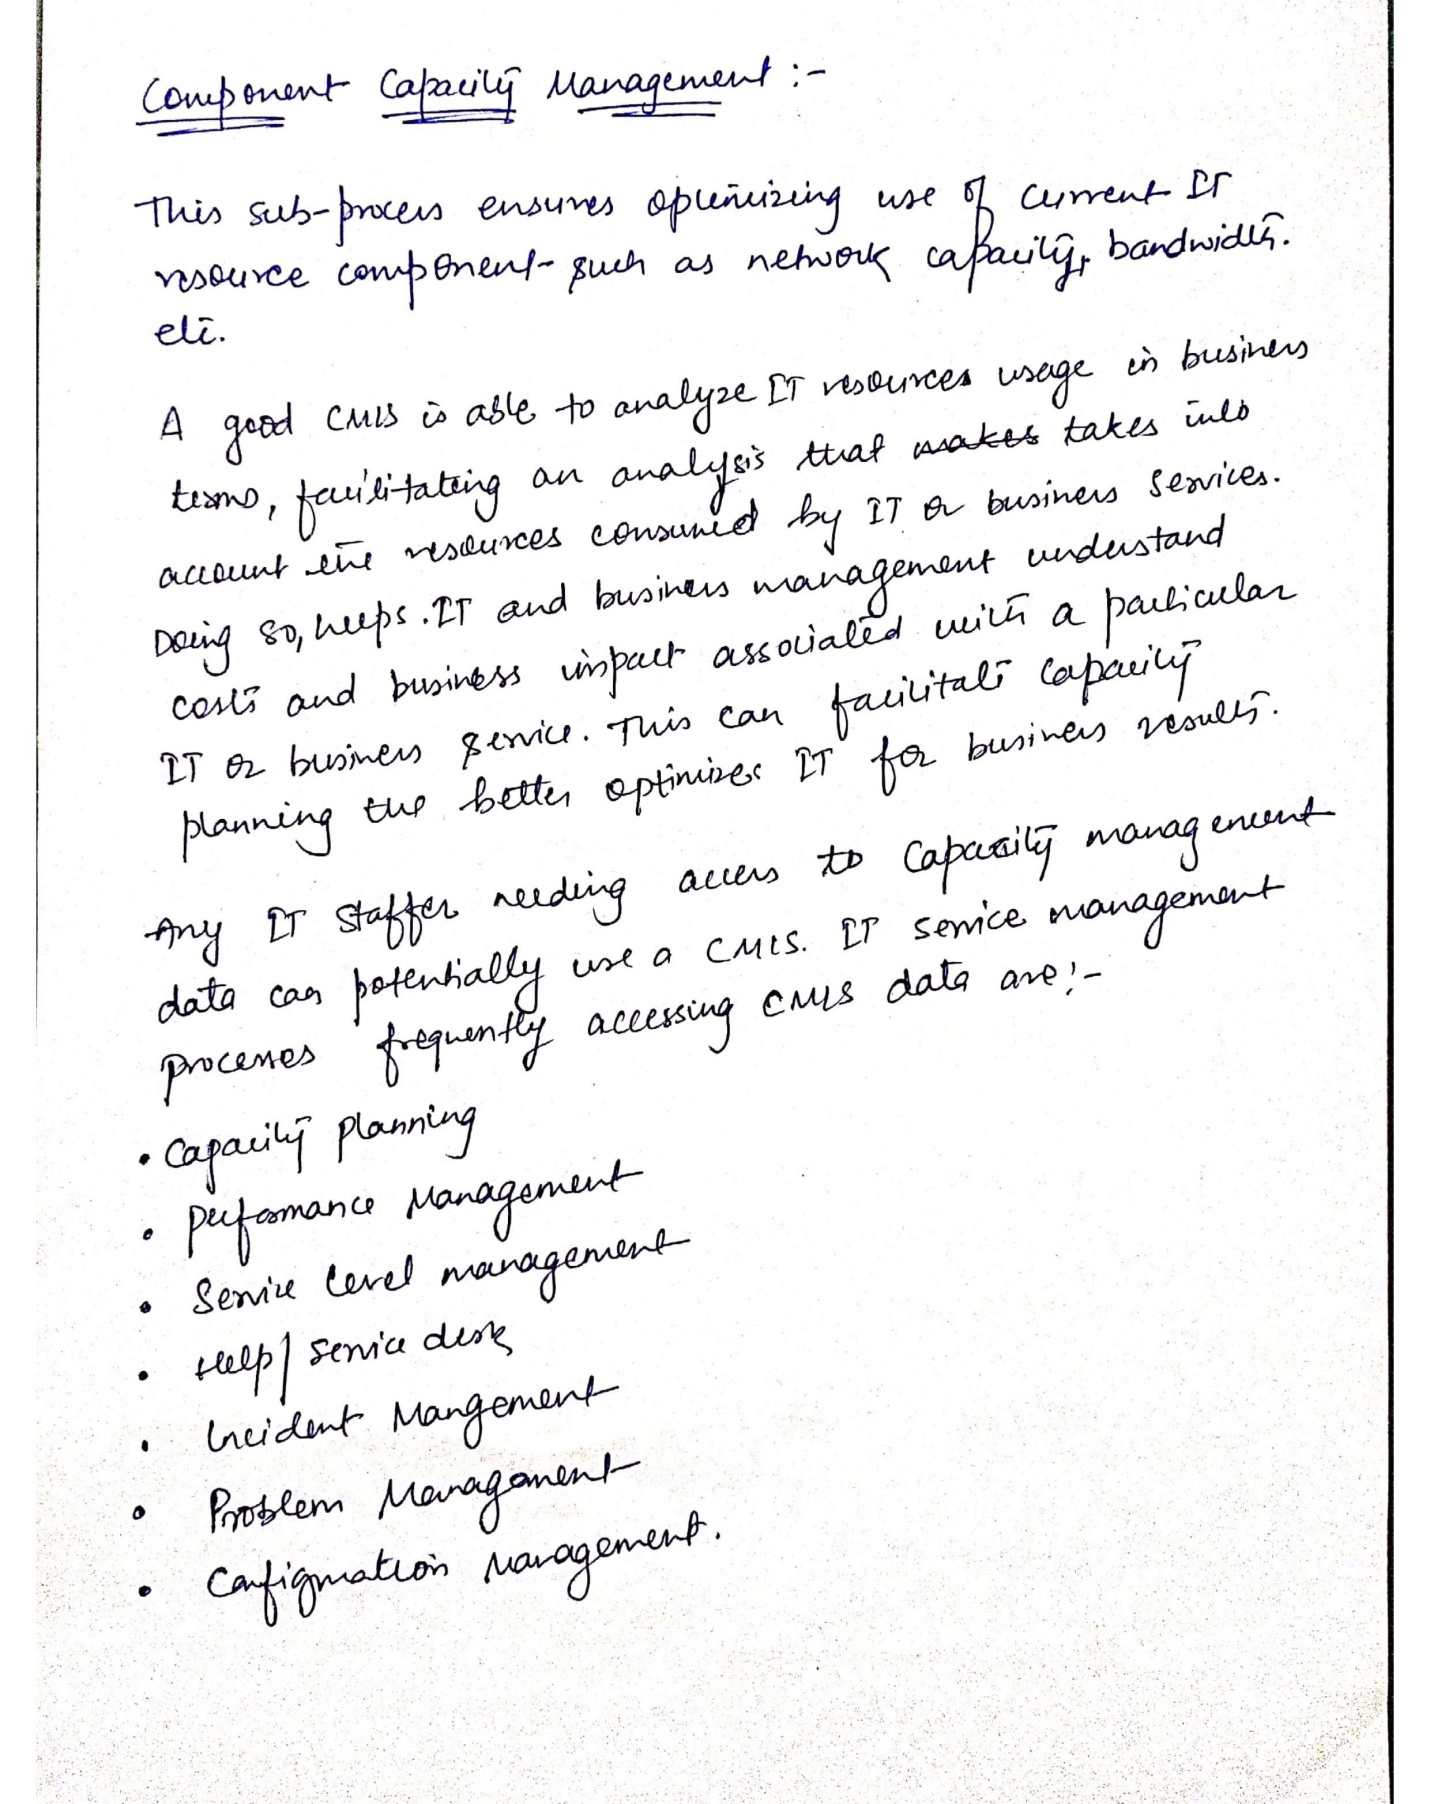 Component Capacity Management :-
This sub-process ensures optimizing use of current IT
resource component such as network capacity, bandwidth.
etc.
A good CMIS is able to analyze IT resources usage in business
terms, facilitating an analysis that makes takes into
account the resources consumed by IT or business services.
Doing so, helps. IT and business management understand
costs and business impact associated with a particular
IT or business service. This can facilitate capacity
planning the better optimizes IT for business results.
Any IT staffer needing access to capacity management
data can potentially use a CMIS. IT service management
processes frequently accessing CMIS data are:-
• Capacity planning
• Performance Management
• Service level management
• Help/ service desk
• Incident Mangement
• Problem Management
• Configuration Management.